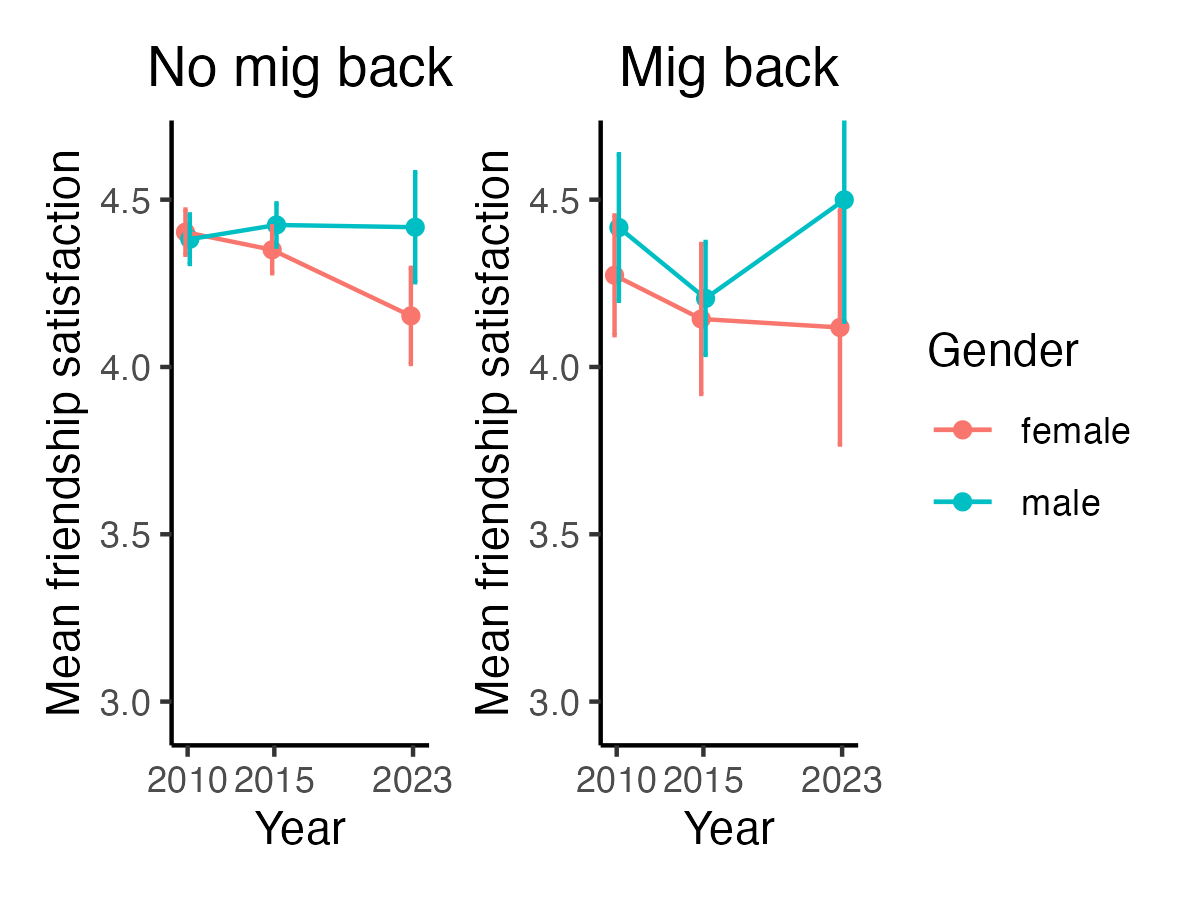 No mig back
Mean friendship satisfaction
4.5
4.0
3.5
3.0
2010 2015 2023
Year
Mig back
Mean friendship satisfaction
4.5
4.0
3.5
3.0
2010 2015 2023
Year
Gender
female
male